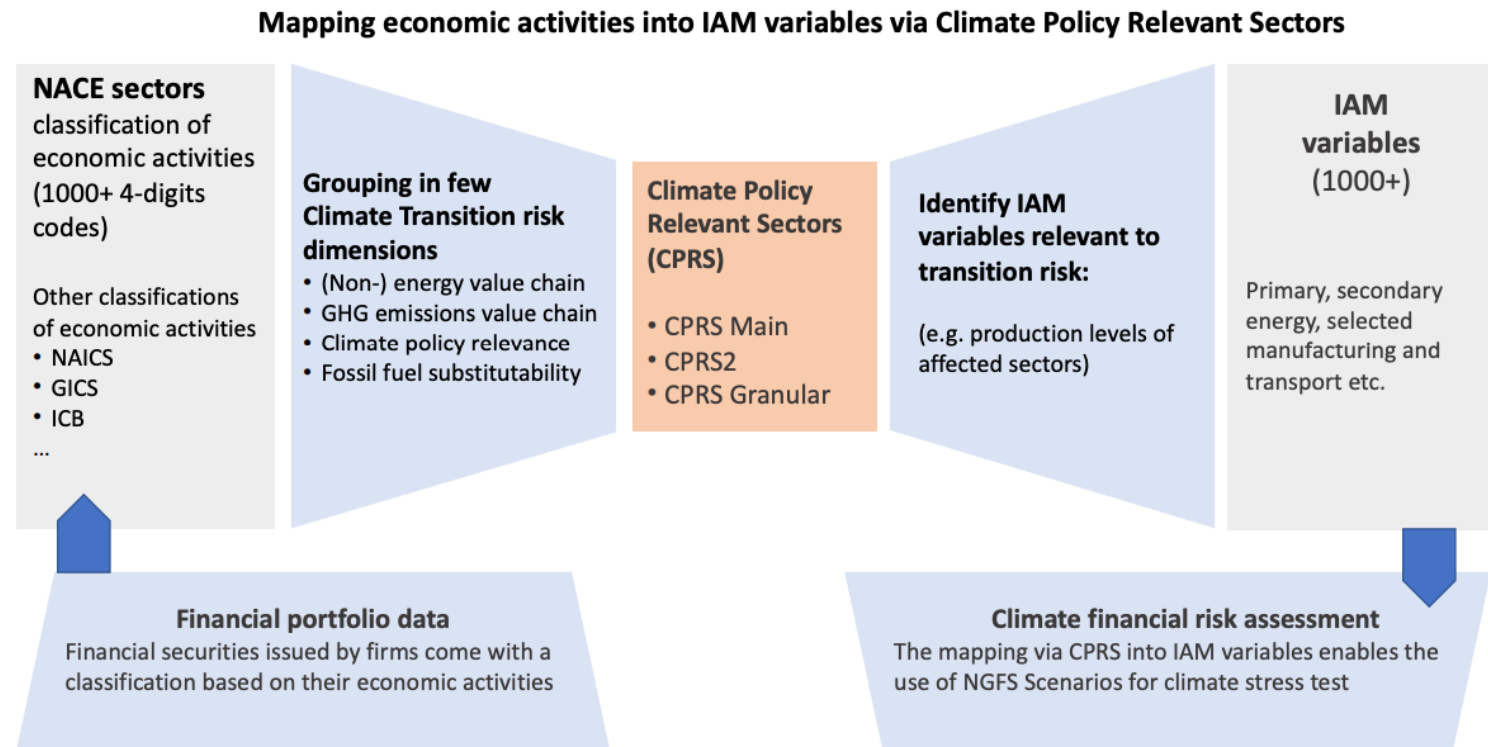 Mapping economic activities into IAM variables via Climate Policy Relevant Sectors
NACE sectors
classification of
economic activities
(1000+ 4-digits
codes)
Other classifications
of economic activities
• NAICS
• GICS
• ICB
...
Grouping in few
Climate Transition risk
dimensions
• (Non-) energy value chain
• GHG emissions value chain
• Climate policy relevance
• Fossil fuel substitutability
Climate Policy
Relevant Sectors
(CPRS)
• CPRS Main
• CPRS2
• CPRS Granular
Identify IAM
variables relevant to
transition risk:
(e.g. production levels of
affected sectors)
IAM
variables
(1000+)
Primary, secondary
energy, selected
manufacturing and
transport etc.
Financial portfolio data
Financial securities issued by firms come with a
classification based on their economic activities
Climate financial risk assessment
The mapping via CPRS into IAM variables enables the
use of NGFS Scenarios for climate stress test